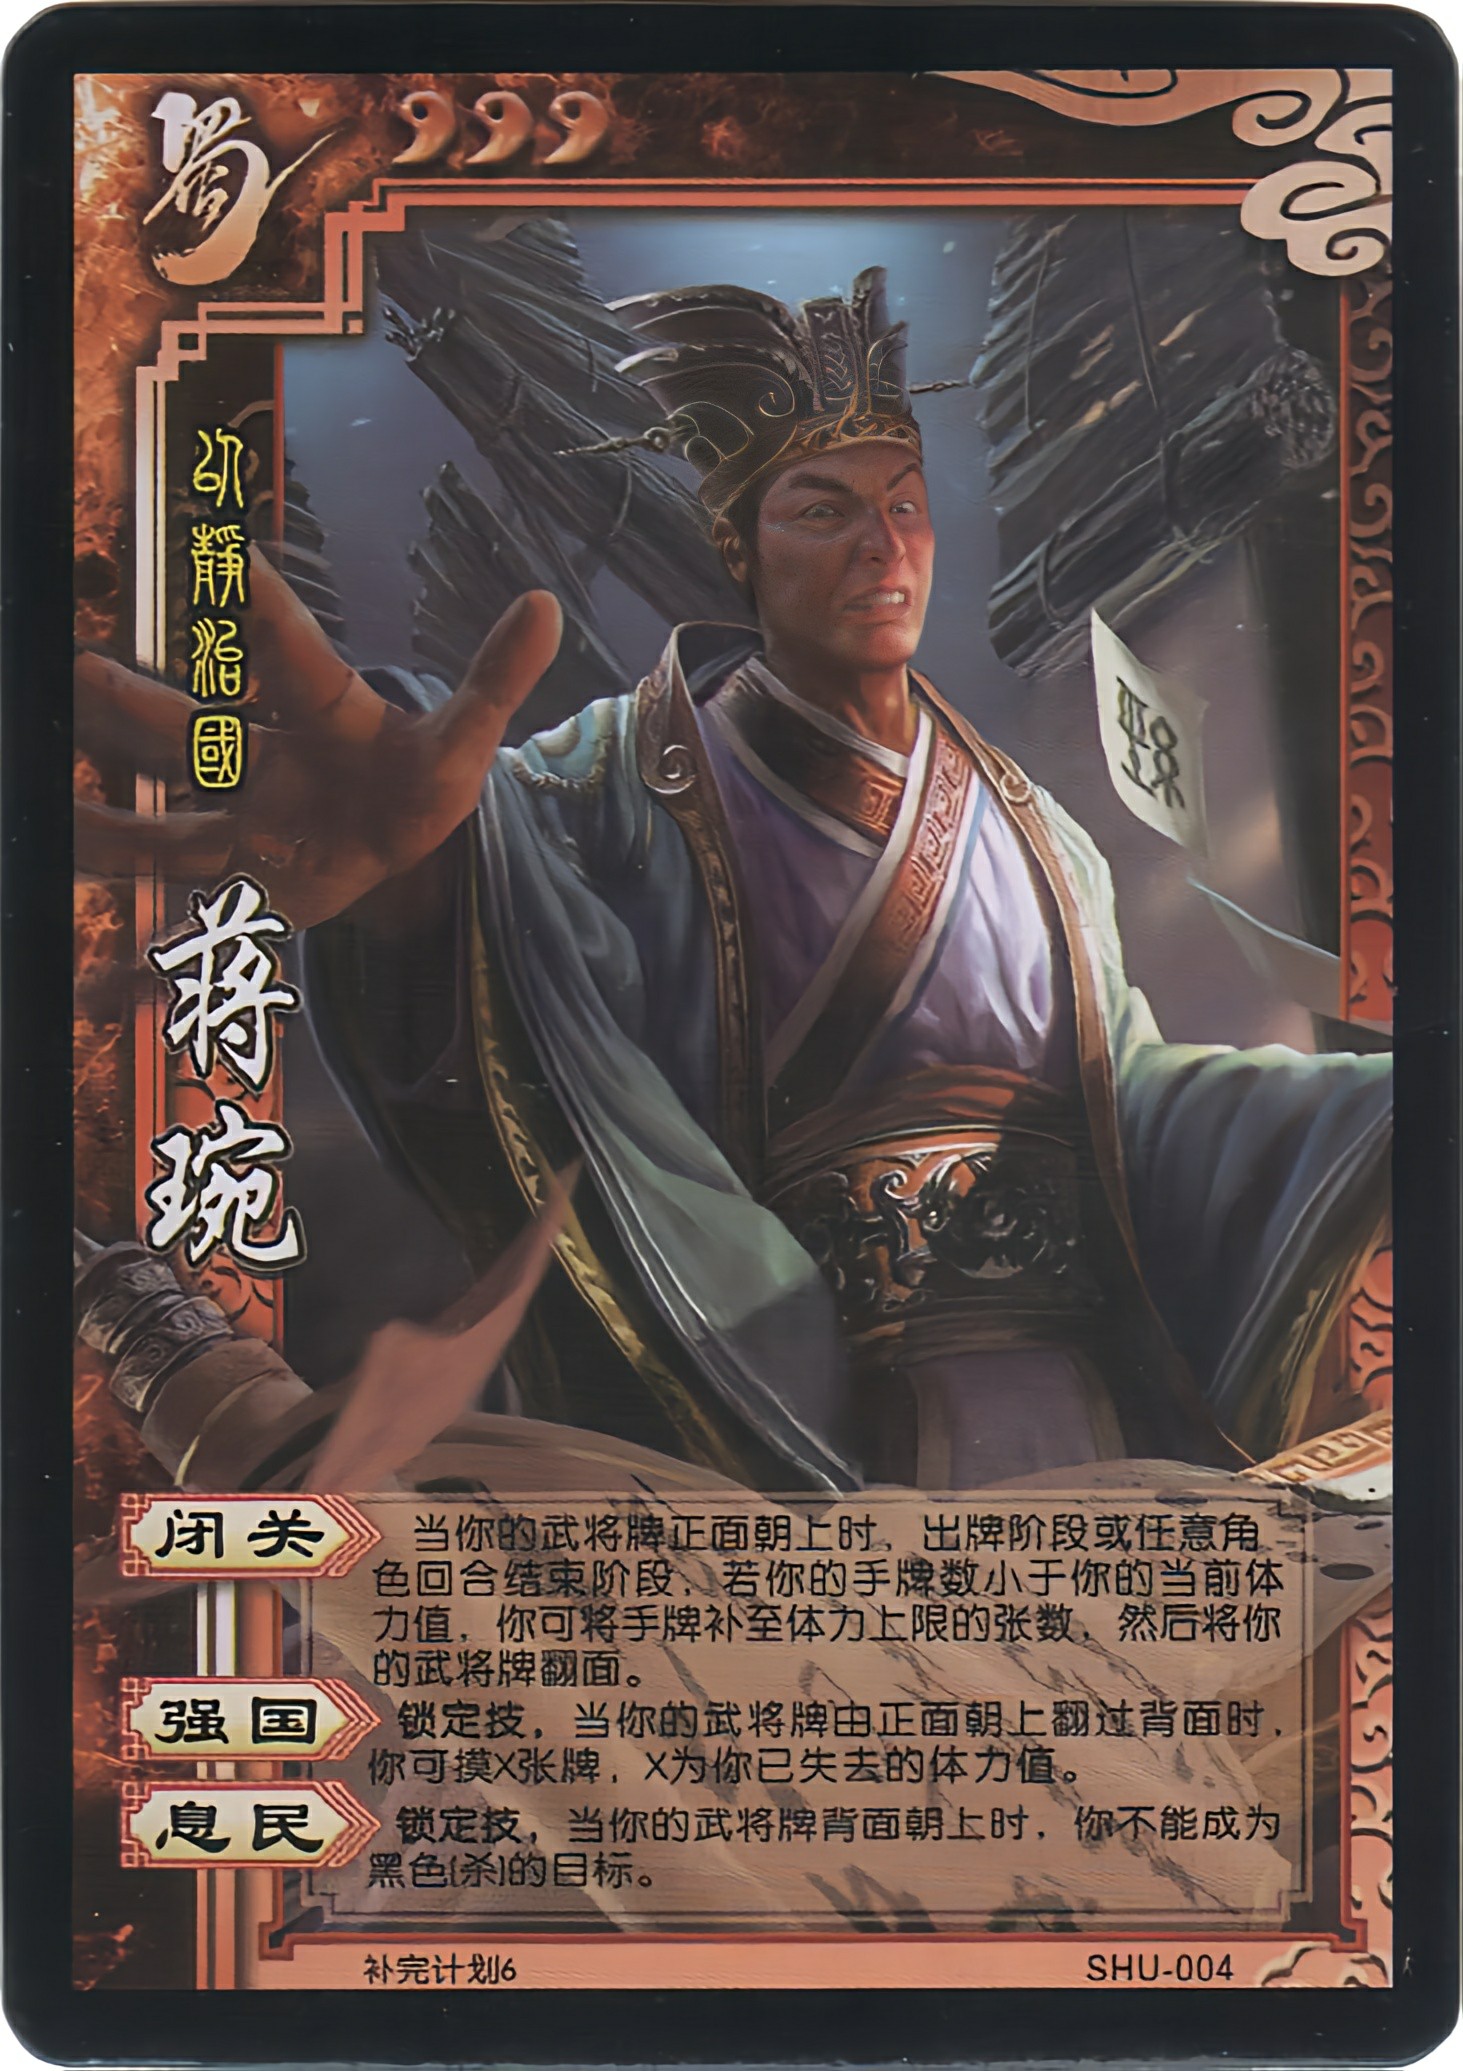 蜀
以靜治國
蔣琬
闭关
当你的武将牌正面朝上时，出牌阶段或任意角
色回合结束阶段，若你的手牌数小于你的当前体
力值，你可将手牌补至体力上限的张数，然后将你
的武将牌翻面。
强国
锁定技，当你的武将牌由正面朝上翻过背面时，
你可摸X张牌，X为你已失去的体力值。
息民
锁定技，当你的武将牌背面朝上时，你不能成为
黑色[杀]的目标。
补完计划6
SHU-004